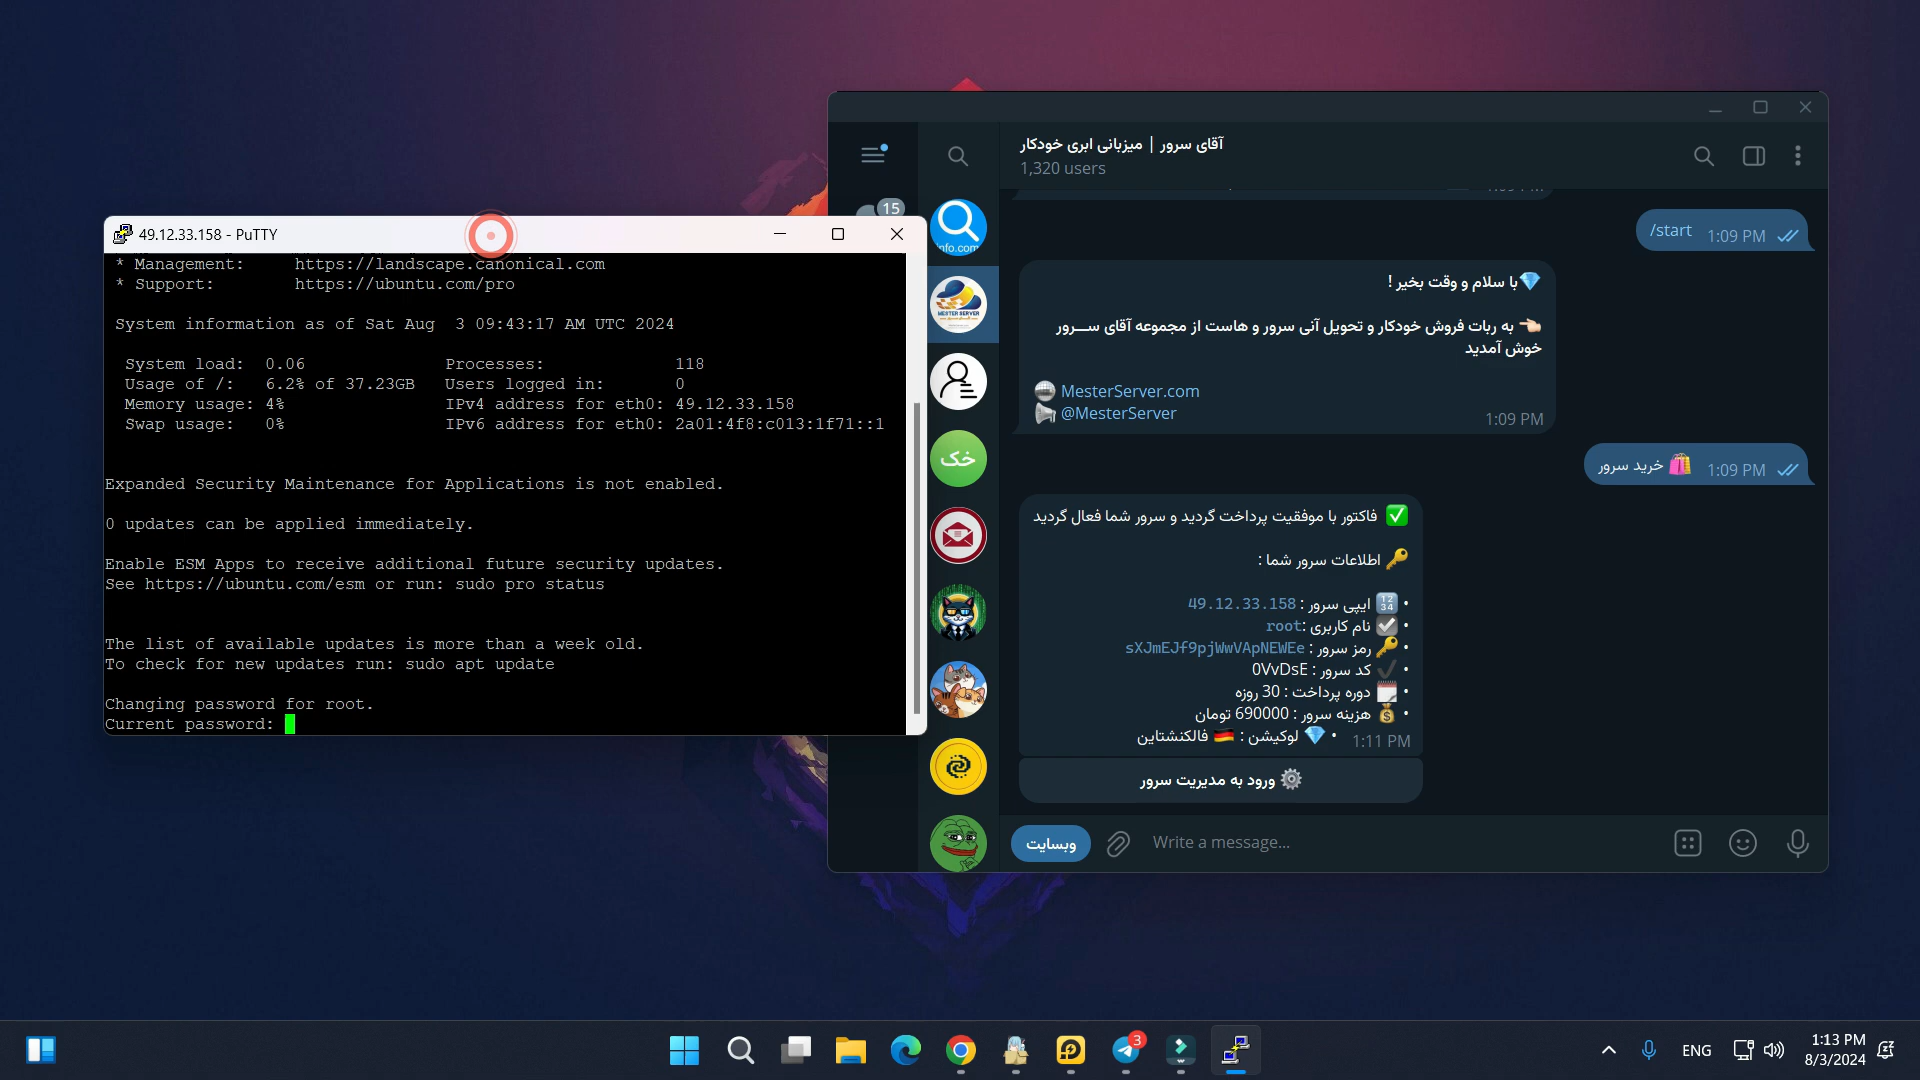 49.12.33.158 - PuTTY
* Management:     https://landscape.canonical.com
* Support:        https://ubuntu.com/pro
System information as of Sat Aug  3 09:43:17 AM UTC 2024
System load:  0.06              Processes:             118
Usage of /:   6.2% of 37.23GB   Users logged in:       0
Memory usage: 4%                IPv4 address for eth0: 49.12.33.158
Swap usage:   0%                IPv6 address for eth0: 2a01:4f8:c013:1f71::1
Expanded Security Maintenance for Applications is not enabled.
0 updates can be applied immediately.
Enable ESM Apps to receive additional future security updates.
See https://ubuntu.com/esm or run: sudo pro status
The list of available updates is more than a week old.
To check for new updates run: sudo apt update
Changing password for root.
Current password:
15
nfo.com
MESTER SERVER
خک
آقای سرور | میزبانی ابری خودکار
1,320 users
/start 1:09 PM
💎با سلام و وقت بخیر !
👈🏻 به ربات فروش خودکار و تحویل آنی سرور و هاست از مجموعه آقای ســرور
خوش آمدید
MesterServer.com
@MesterServer
1:09 PM
خرید سرور 🛍 1:09 PM
✅ فاکتور با موفقیت پرداخت گردید و سرور شما فعال گردید
🔑 اطلاعات سرور شما :
• 🔢 ایپی سرور : 49.12.33.158
• ☑️ نام کاربری :root
• 🔑 رمز سرور : sXJmEJf9pjWwVApNEWEe
• ✔️ کد سرور : 0VvDsE
• 🗓 دوره پرداخت : 30 روزه
• 💰 هزینه سرور : 690000 تومان
• 💎 لوکیشن : 🇩🇪 فالکنشتاین
1:11 PM
⚙️ ورود به مدیریت سرور
وبسایت
Write a message...
3
ENG
1:13 PM
8/3/2024